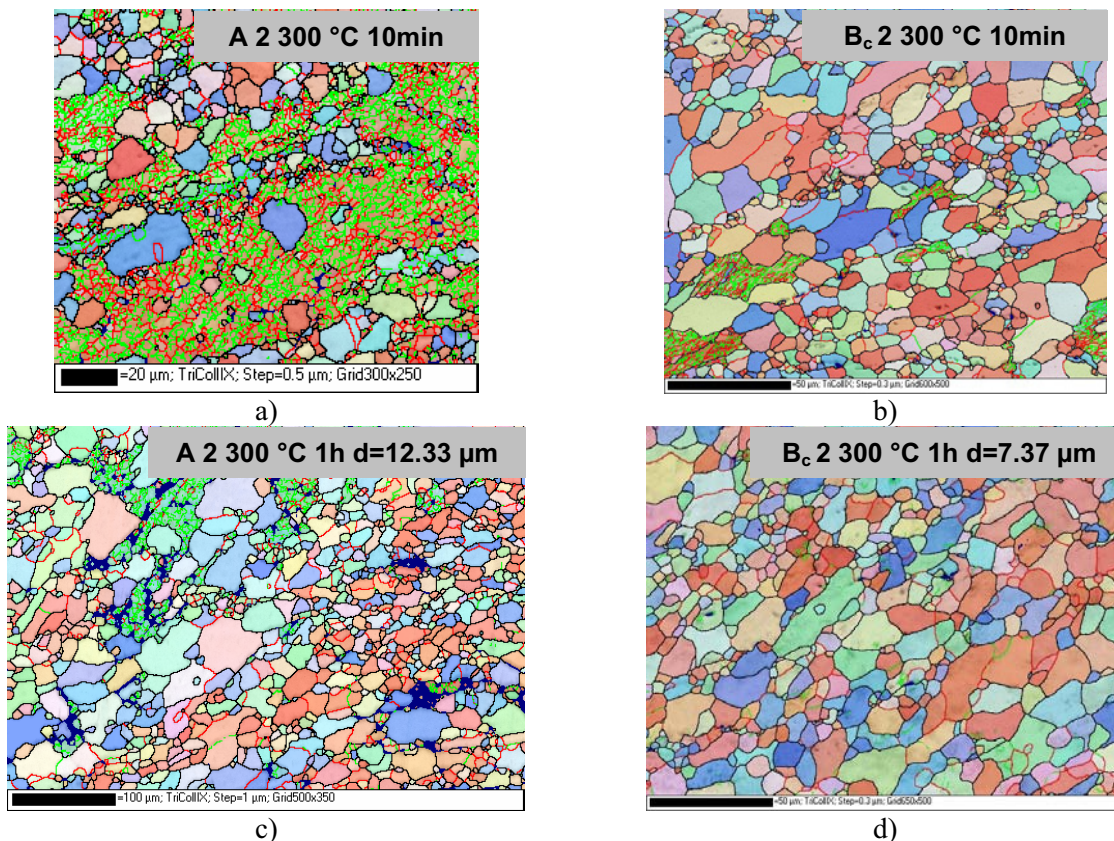 A 2 300 °C 10min
B_c 2 300 °C 10min
=20 µm; TriCollIX; Step=0.5 µm; Grid300x250
=50 µm; TriCollIX; Step=0.3 µm; Grid600x500
a)
b)
A 2 300 °C 1h d=12.33 µm
B_c 2 300 °C 1h d=7.37 µm
=100 µm; TriCollIX; Step=1 µm; Grid500x350
=50 µm; TriCollIX; Step=0.3 µm; Grid650x500
c)
d)